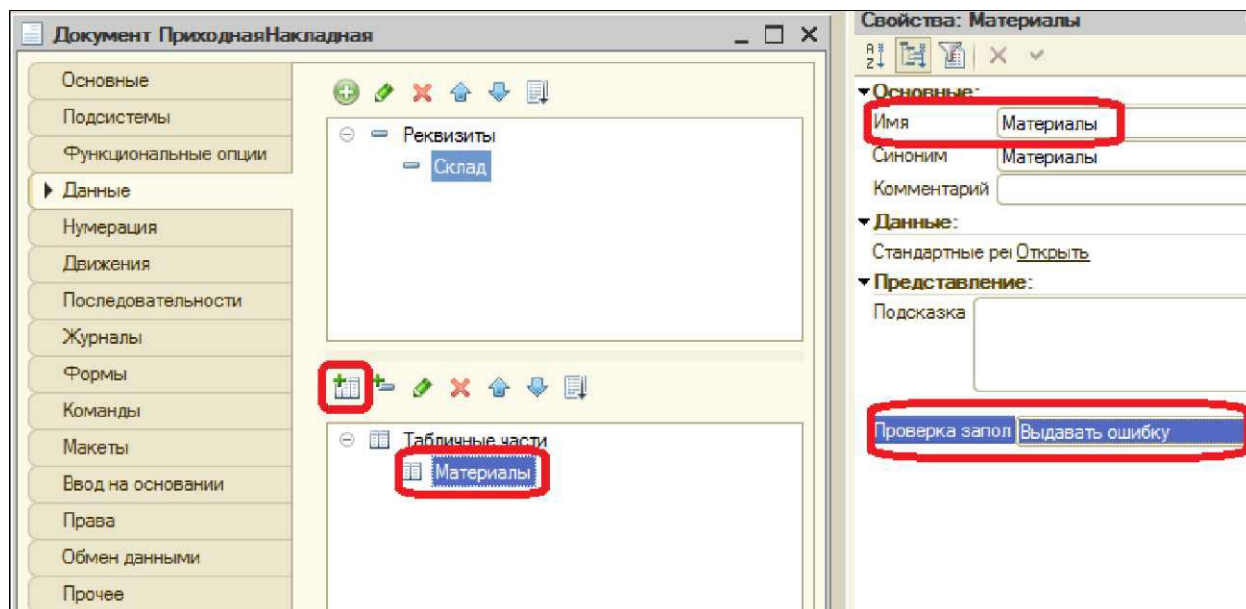 Документ ПриходнаяНакладная
Основные
Подсистемы
Функциональные опции
Данные
Нумерация
Движения
Последовательности
Журналы
Формы
Команды
Макеты
Ввод на основании
Права
Обмен данными
Прочее
Реквизиты
Склад
Табличные части
Материалы
Свойства: Материалы
Основные:
Имя Материалы
Синоним Материалы
Комментарий
Данные:
Стандартные рек Открыть
Представление:
Подсказка
Проверка запол Выдавать ошибку